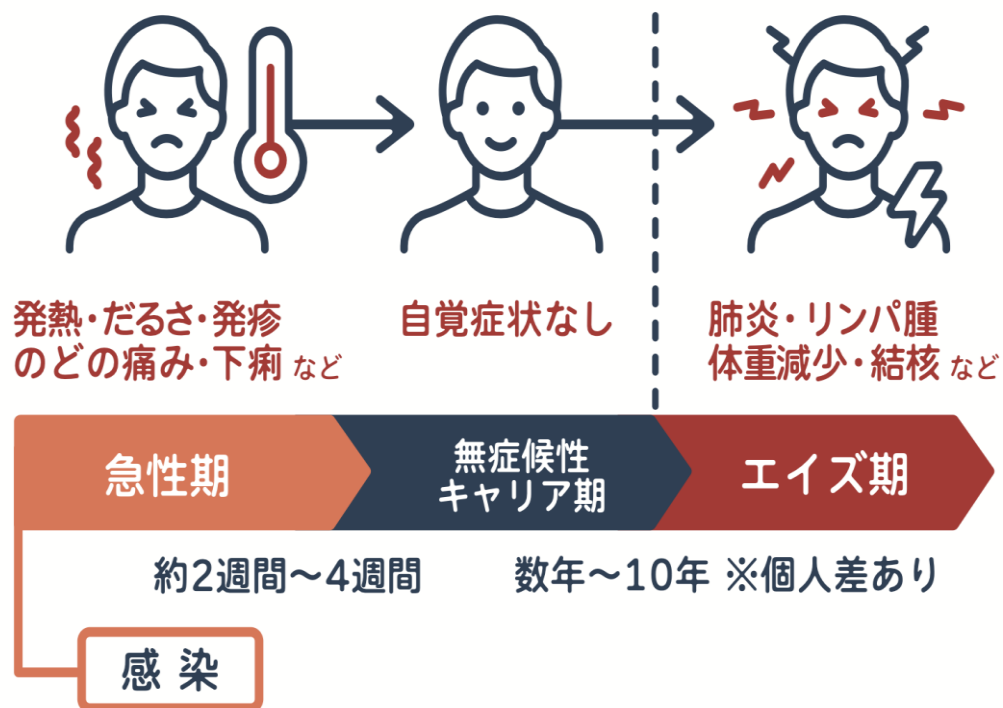 発熱・だるさ・発疹
のどの痛み・下痢 など
自覚症状なし
肺炎・リンパ腫
体重減少・結核 など
急性期
無症候性
キャリア期
エイズ期
約2週間〜4週間
数年〜10年 ※個人差あり
感染